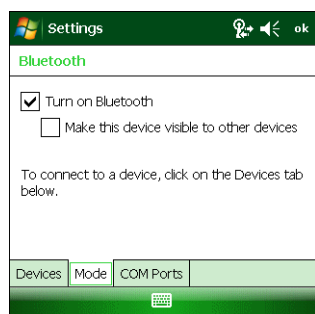 Settings
ok
Bluetooth
Turn on Bluetooth
Make this device visible to other devices
To connect to a device, click on the Devices tab
below.
Devices Mode COM Ports